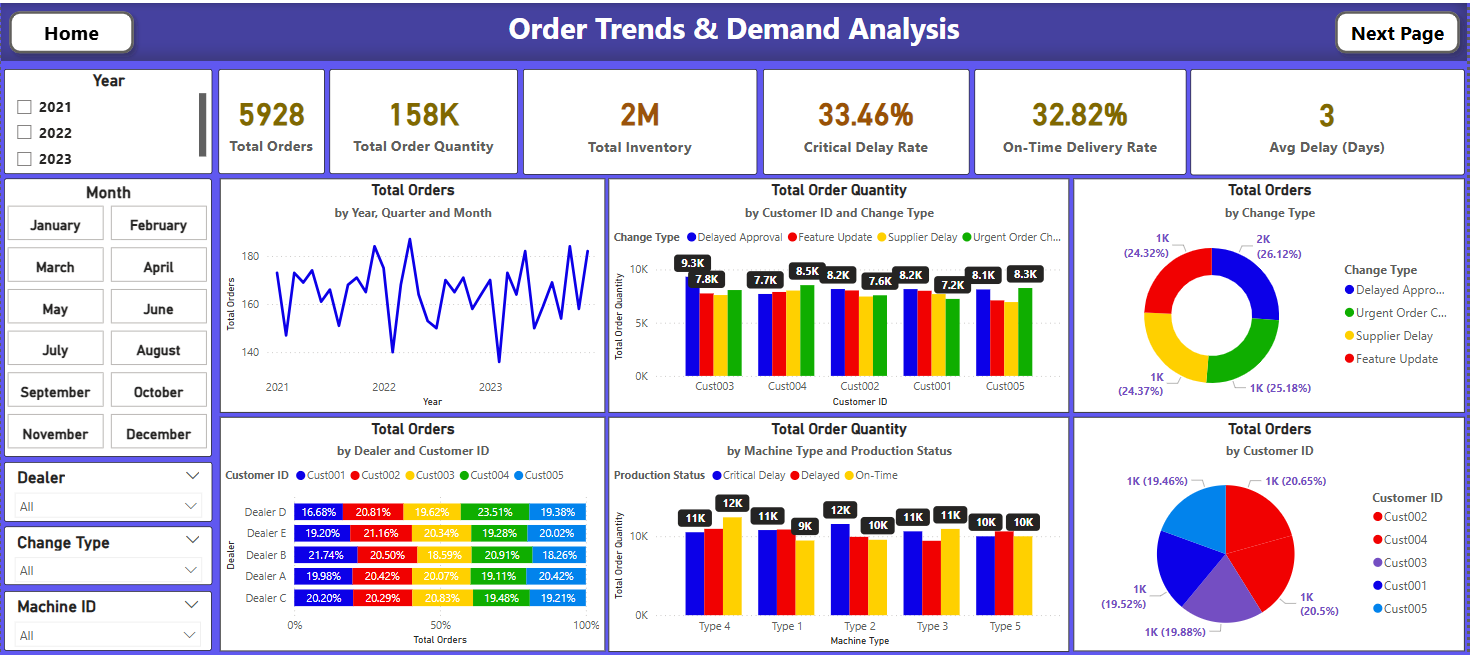 Home
Order Trends & Demand Analysis
Next Page
Year
2021
2022
2023
5928
Total Orders
158K
Total Order Quantity
2M
Total Inventory
33.46%
Critical Delay Rate
32.82%
On-Time Delivery Rate
3
Avg Delay (Days)
Month
January
February
March
April
May
June
July
August
September
October
November
December
Dealer
All
Change Type
All
Machine ID
All
Total Orders
by Year, Quarter and Month
Total Orders
180
160
140
2021
2022
2023
Year
Total Order Quantity
by Customer ID and Change Type
Change Type Delayed Approval Feature Update Supplier Delay Urgent Order Ch...
Total Order Quantity
10K
5K
0K
9.3K
7.8K
7.7K
8.5K
8.2K
7.6K
8.2K
7.2K
8.1K
8.3K
Cust003
Cust004
Cust002
Cust001
Cust005
Customer ID
Total Orders
by Change Type
1K
(24.32%)
2K
(26.12%)
1K
(24.37%)
1K (25.18%)
Change Type
Delayed Appro...
Urgent Order C...
Supplier Delay
Feature Update
Total Orders
by Dealer and Customer ID
Customer ID Cust001 Cust002 Cust003 Cust004 Cust005
Dealer
Dealer D 16.68% 20.81% 19.62% 23.51% 19.38%
Dealer E 19.20% 21.16% 20.34% 19.28% 20.02%
Dealer B 21.74% 20.50% 18.59% 20.91% 18.26%
Dealer A 19.98% 20.42% 20.07% 19.11% 20.42%
Dealer C 20.20% 20.29% 20.83% 19.48% 19.21%
0%
50%
100%
Total Orders
Total Order Quantity
by Machine Type and Production Status
Production Status Critical Delay Delayed On-Time
Total Order Quantity
10K
0K
11K
12K
11K
9K
12K
10K
11K
11K
10K
10K
Type 4
Type 1
Type 2
Type 3
Type 5
Machine Type
Total Orders
by Customer ID
1K (19.46%)
1K (20.65%)
1K
(19.52%)
1K
(20.5%)
1K (19.88%)
Customer ID
Cust002
Cust004
Cust003
Cust001
Cust005